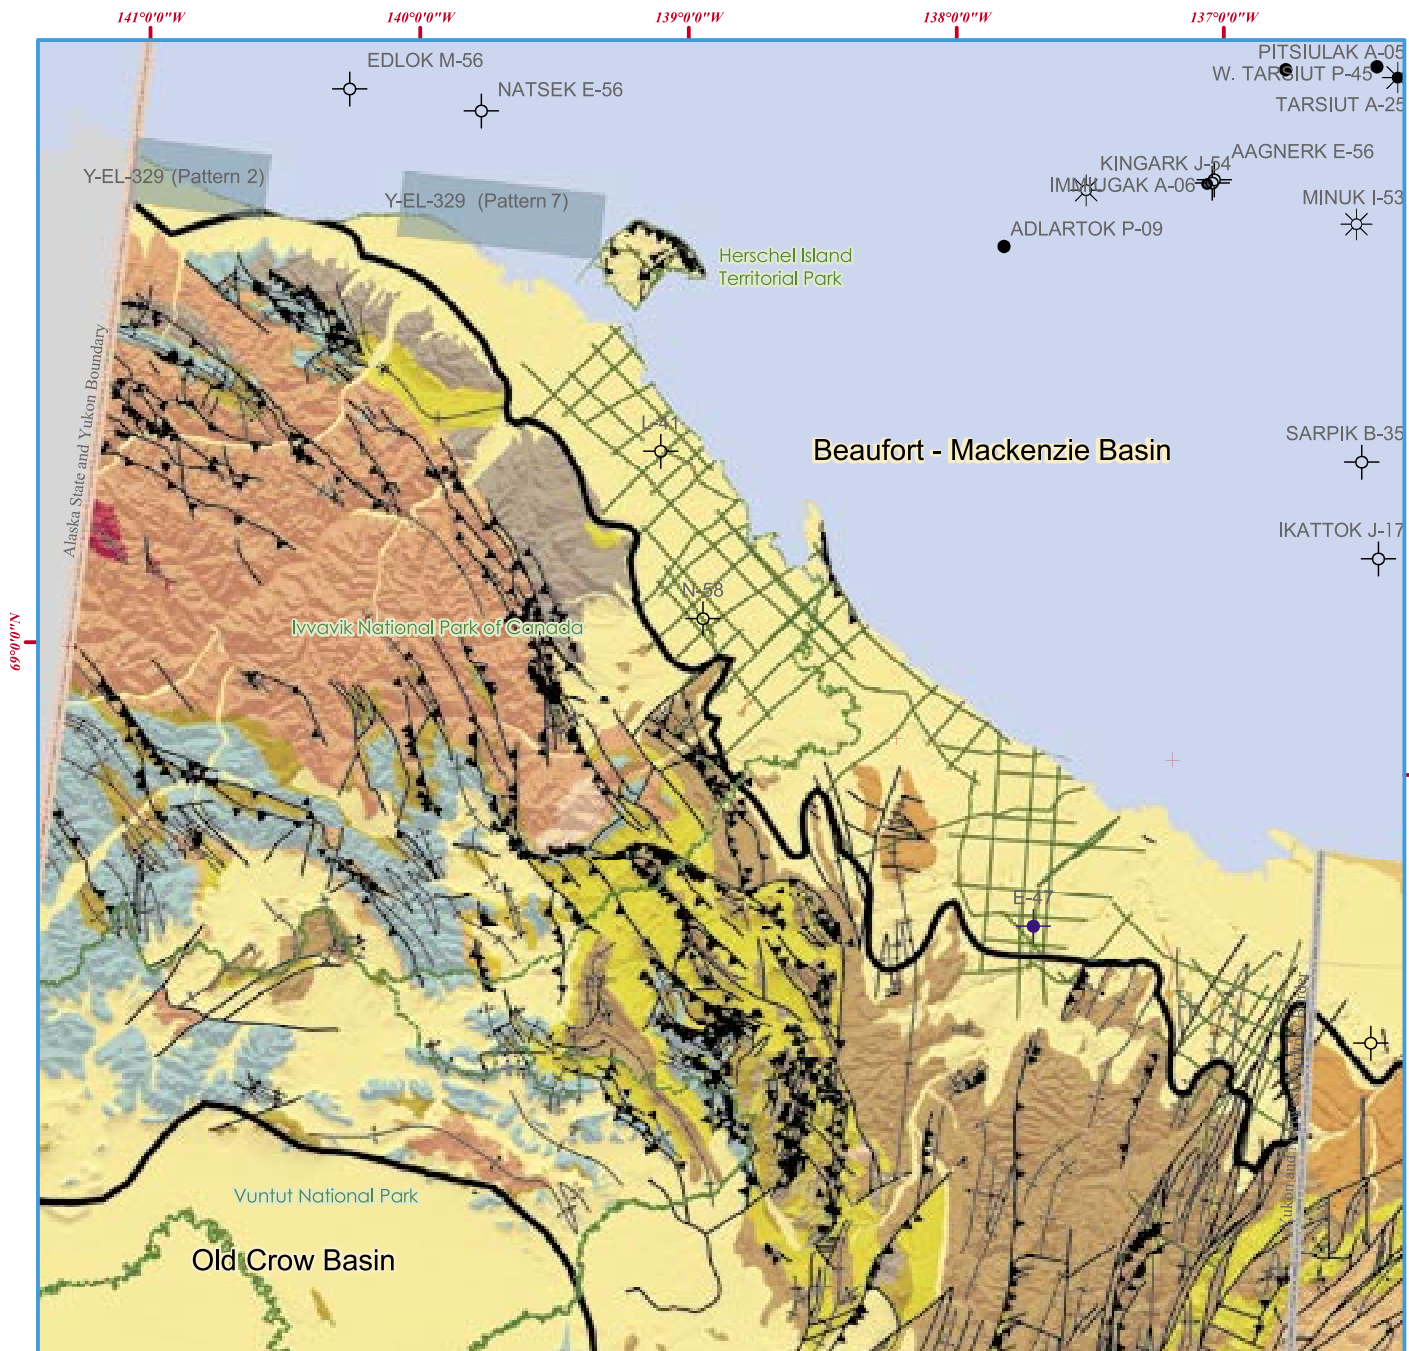 141°0'0"W
140°0'0"W
139°0'0"W
138°0'0"W
137°0'0"W
EDLOK M-56
NATSEK E-56
PITSIULAK A-05
W. TARSIUT P-45
TARSIUT A-25
AAGNERK E-56
KINGARK J-54
IMMIUGAK A-06
MINUK I-53
ADLARTOK P-09
Y-EL-329 (Pattern 2)
Y-EL-329 (Pattern 7)
Herschel Island
Territorial Park
Alaska State and Yukon Boundary
L-41
Beaufort - Mackenzie Basin
SARPIK B-35
IKATTOK J-17
N-58
69°0'0"N
Ivvavik National Park of Canada
E-47
Yukon and
Vuntut National Park
Old Crow Basin